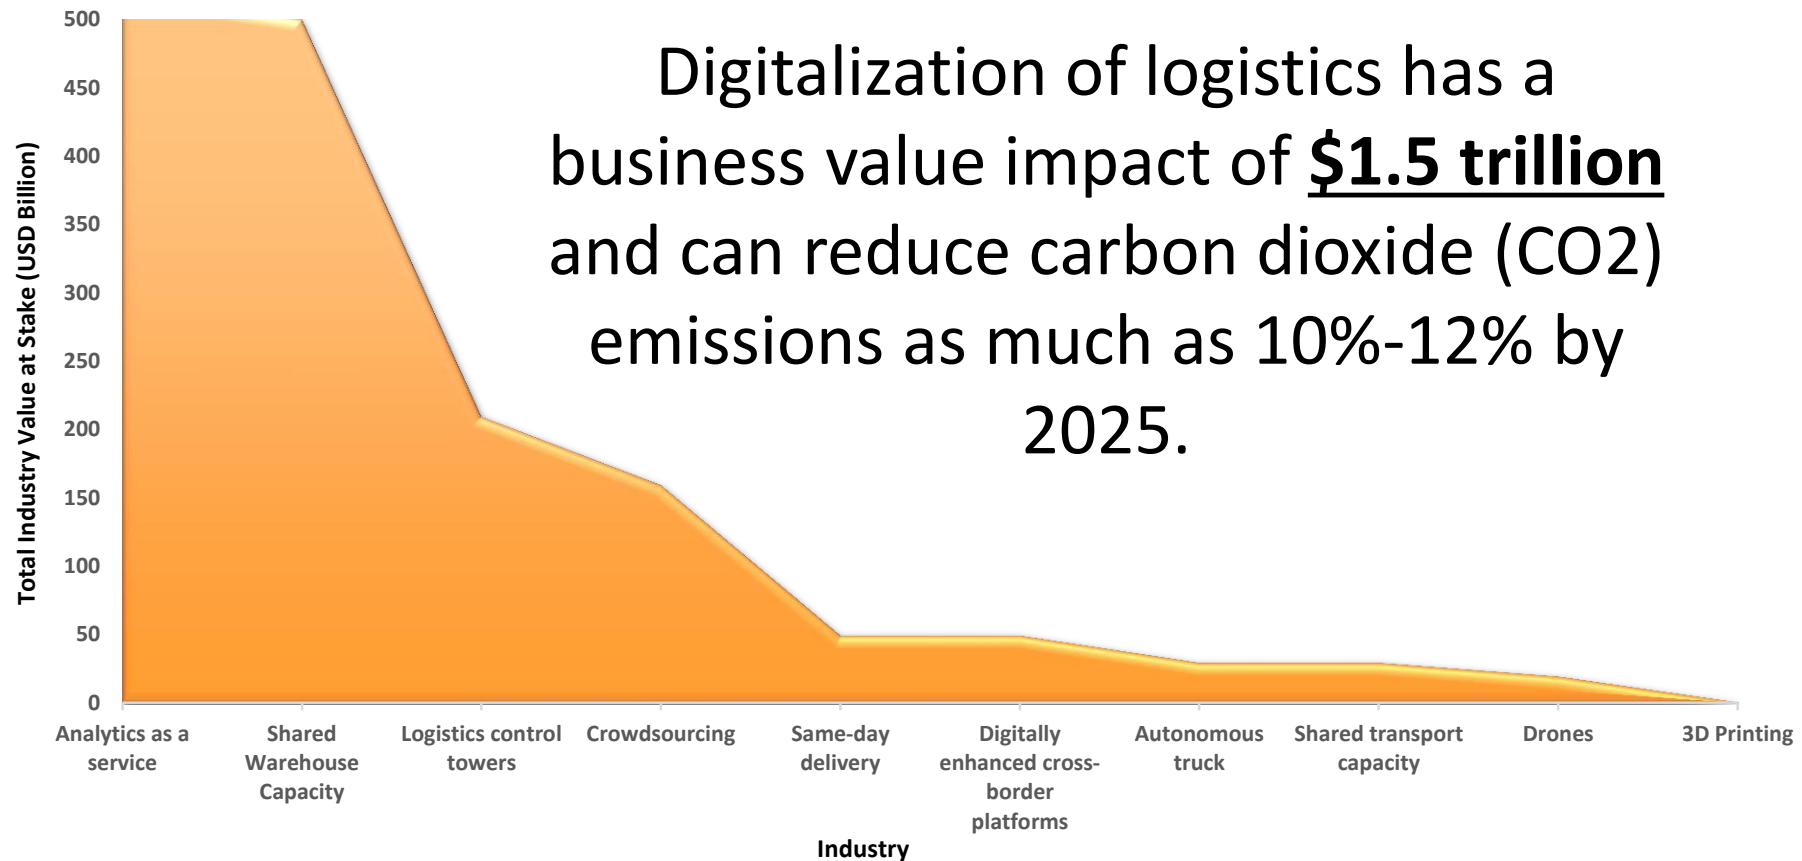 Digitalization of logistics has a
business value impact of $1.5 trillion
and can reduce carbon dioxide (CO2)
emissions as much as 10%-12% by
2025.
Total Industry Value at Stake (USD Billion)
500
450
400
350
300
250
200
150
100
50
0
Analytics as a
service
Shared
Warehouse
Capacity
Logistics control
towers
Crowdsourcing
Same-day
delivery
Digitally
enhanced cross-
border
platforms
Autonomous
truck
Shared transport
capacity
Drones
3D Printing
Industry